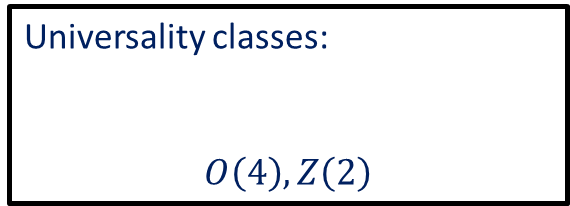 Universality classes:
O(4), Z(2)